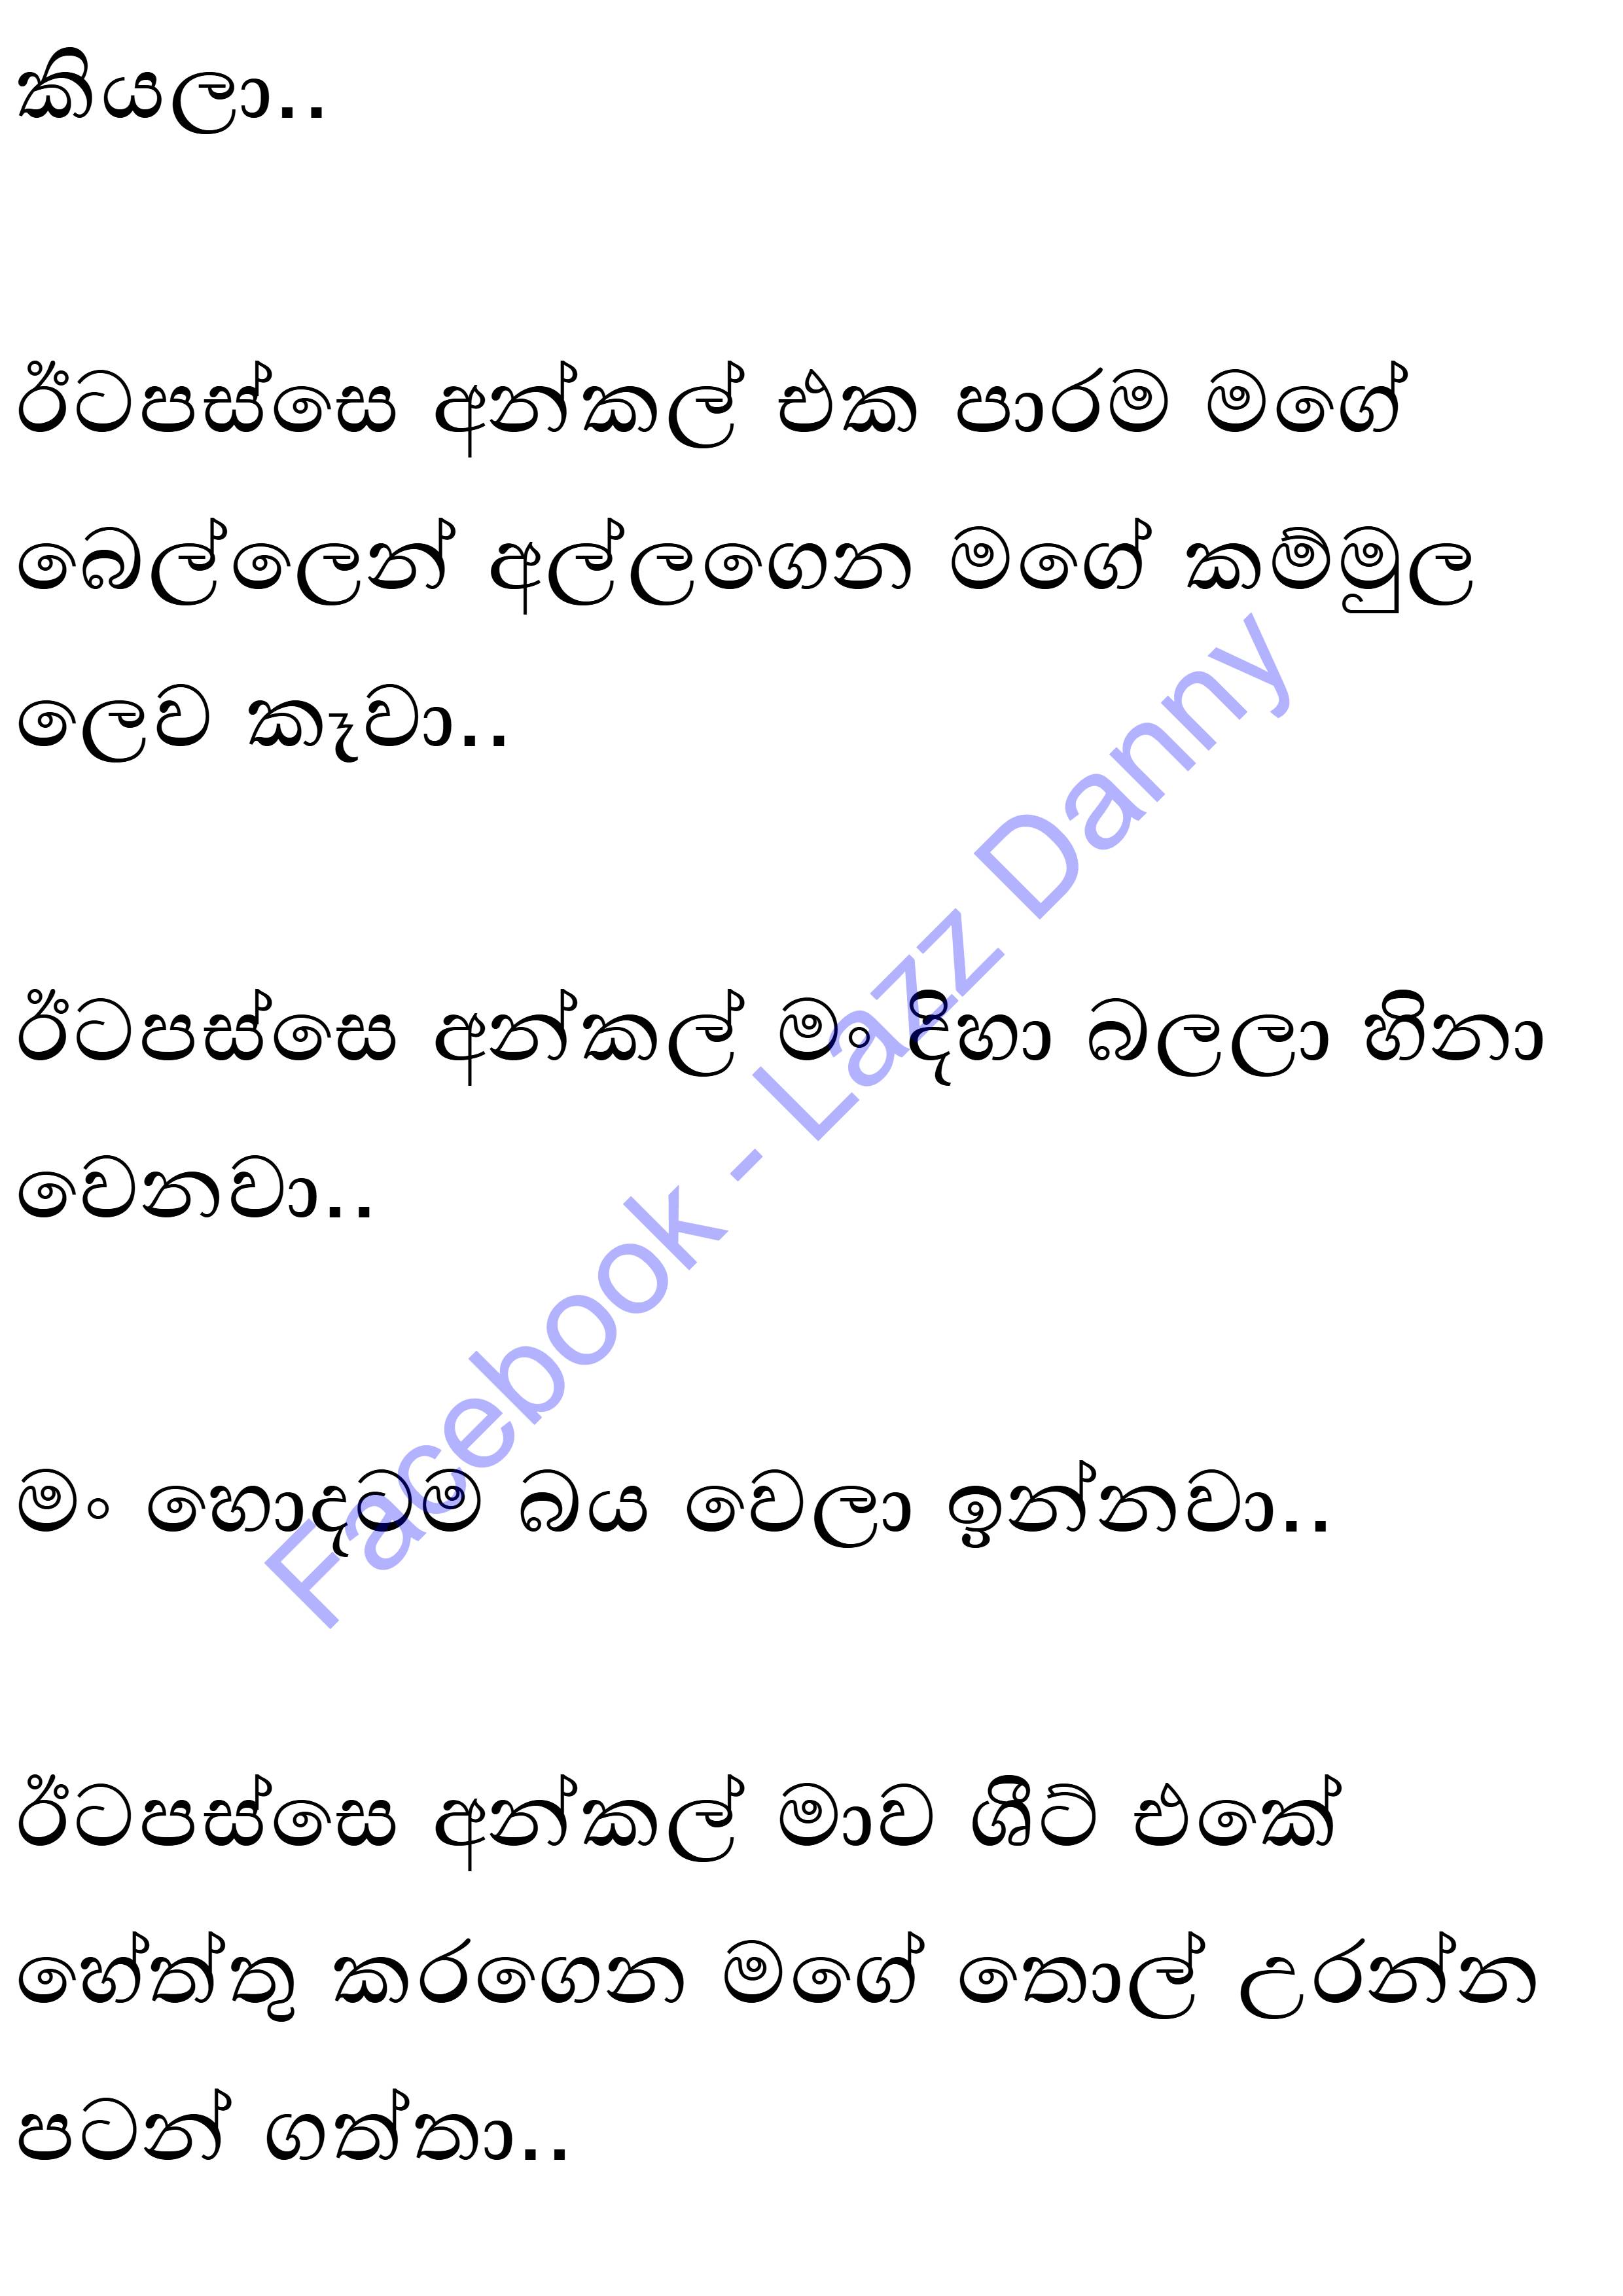 කියලා..
ඊටපස්සෙ අන්කල් එක පාරම මගේ
බෙල්ලෙන් අල්ලගෙන මගේ කම්මුල
ලෙව කෑවා..
ඊටපස්සෙ අන්කල් මං දිහා බලලා හිනා
වෙනවා..
මං හොදටම බය වෙලා ඉන්නවා..
ඊටපස්සෙ අන්කල් මාව ශීට් එකේ
හේත්තු කරගෙන මගේ තොල් උරන්න
පටන් ගත්තා..
Facebook - Lazz Danny